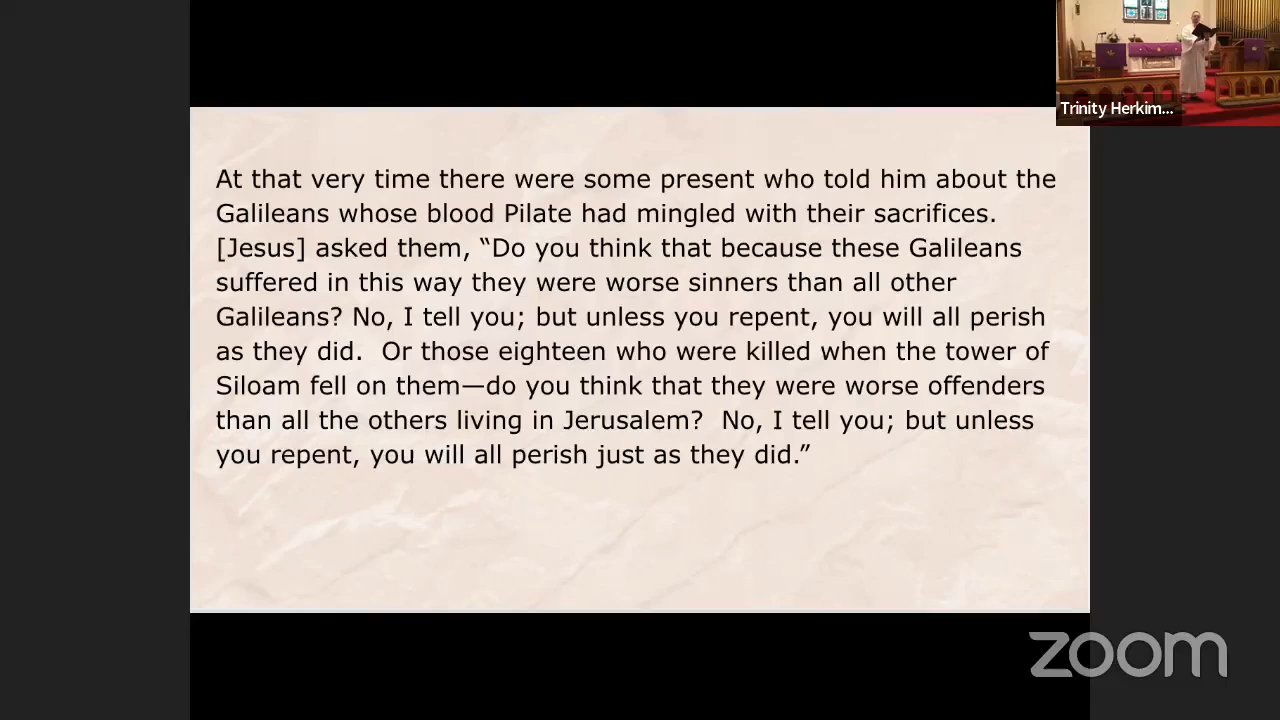 Trinity Herkim...
At that very time there were some present who told him about the
Galileans whose blood Pilate had mingled with their sacrifices.
[Jesus] asked them, “Do you think that because these Galileans
suffered in this way they were worse sinners than all other
Galileans? No, I tell you; but unless you repent, you will all perish
as they did.  Or those eighteen who were killed when the tower of
Siloam fell on them—do you think that they were worse offenders
than all the others living in Jerusalem?  No, I tell you; but unless
you repent, you will all perish just as they did.”
zoom